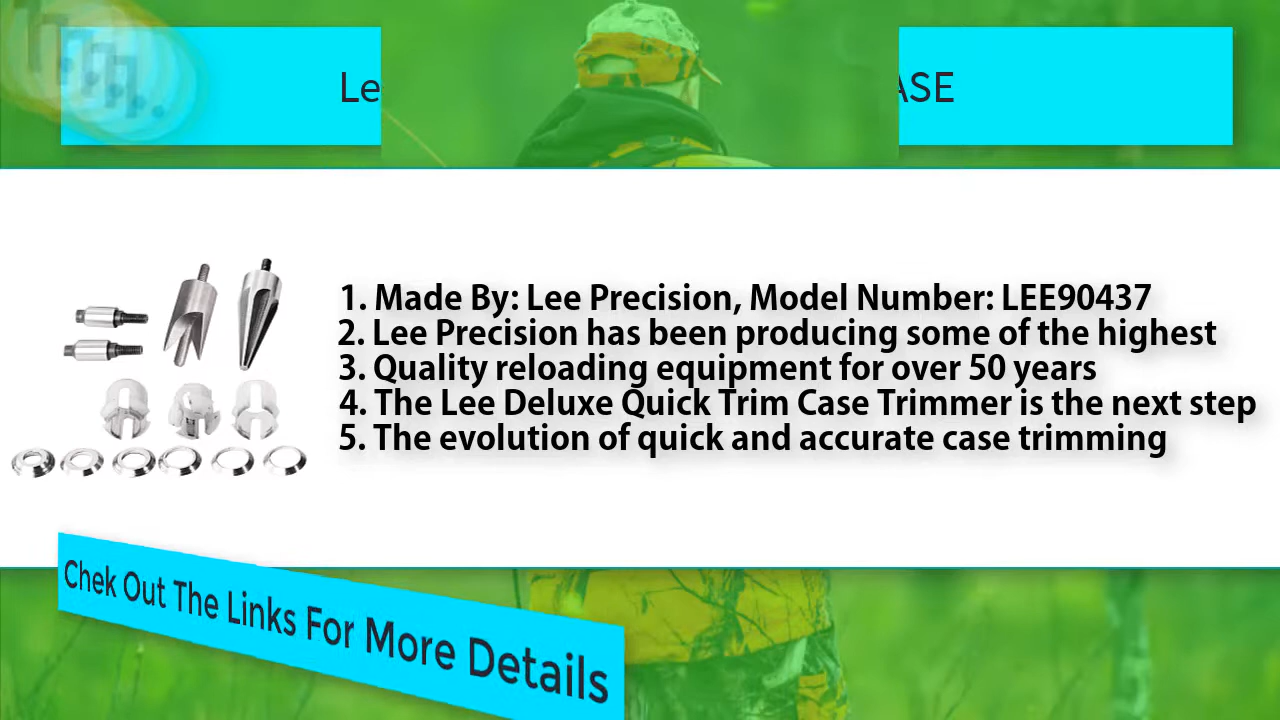 Le ASE
1. Made By: Lee Precision, Model Number: LEE90437
2. Lee Precision has been producing some of the highest
3. Quality reloading equipment for over 50 years
4. The Lee Deluxe Quick Trim Case Trimmer is the next step
5. The evolution of quick and accurate case trimming
Chek Out The Links For More Details